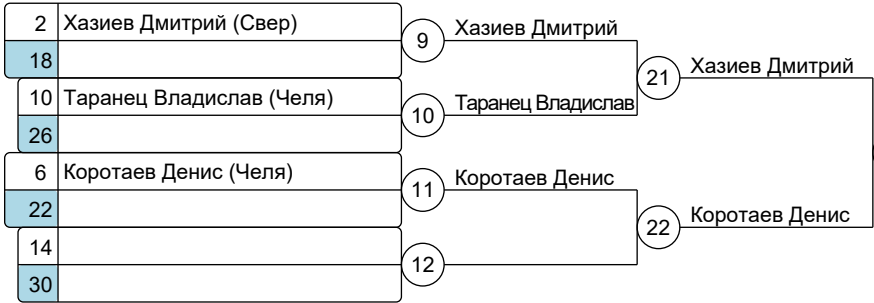 2 Хазиев Дмитрий (Свер)
18
9 Хазиев Дмитрий
10 Таранец Владислав (Челя)
26
10 Таранец Владислав
21 Хазиев Дмитрий
6 Коротаев Денис (Челя)
22
11 Коротаев Денис
14
30
12
22 Коротаев Денис